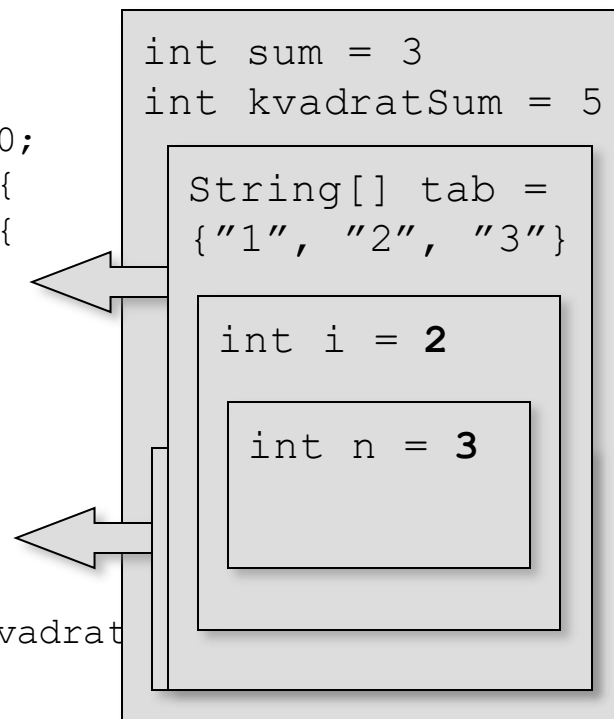 int sum = 3
int kvadratSum = 5
0;
{
{
String[] tab =
{"1", "2", "3"}
int i = 2
int n = 3
vadrat